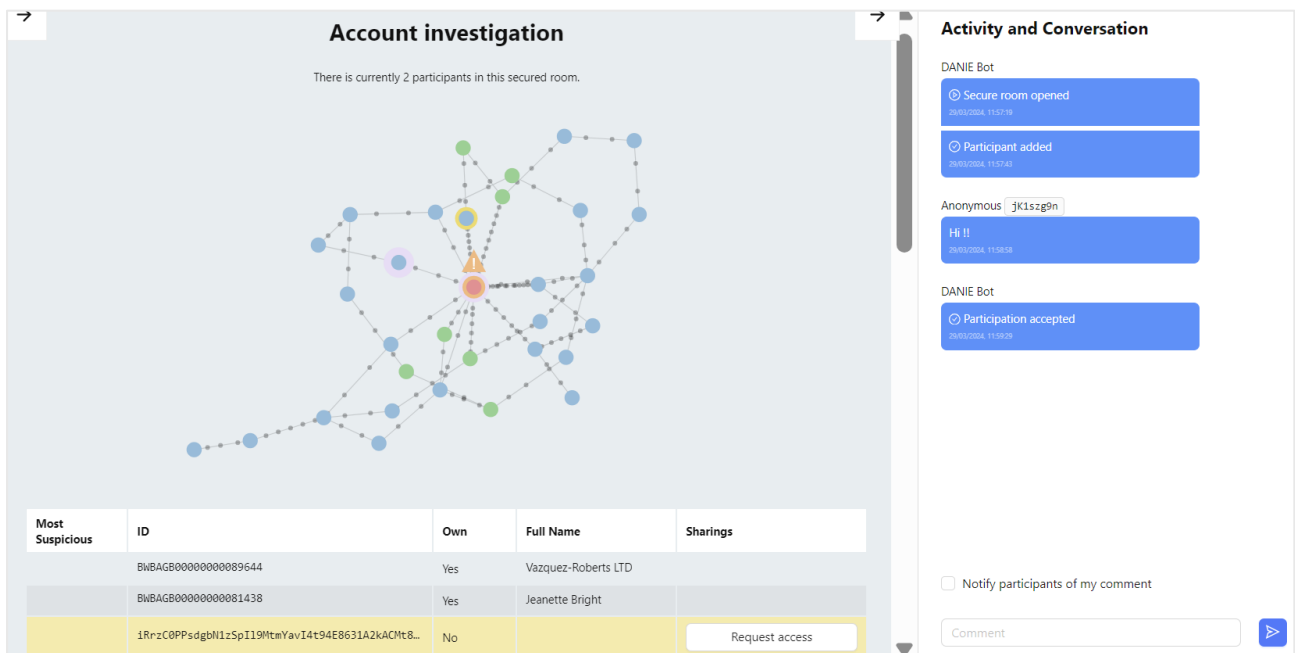 Account investigation
There is currently 2 participants in this secured room.
Most Suspicious ID Own Full Name Sharings
BWBAGB00000000089644 Yes Vazquez-Roberts LTD
BWBAGB00000000081438 Yes Jeanette Bright
iRrzC0PPsdgbN1zSpI19MtmYavI4t94E8631A2kACMt8… No Request access
Activity and Conversation
DANIE Bot
Secure room opened
29/03/2024, 11:57:19
Participant added
29/03/2024, 11:57:43
Anonymous jK1szg9n
Hi !!
29/03/2024, 11:58:58
DANIE Bot
Participation accepted
29/03/2024, 11:59:29
Notify participants of my comment
Comment